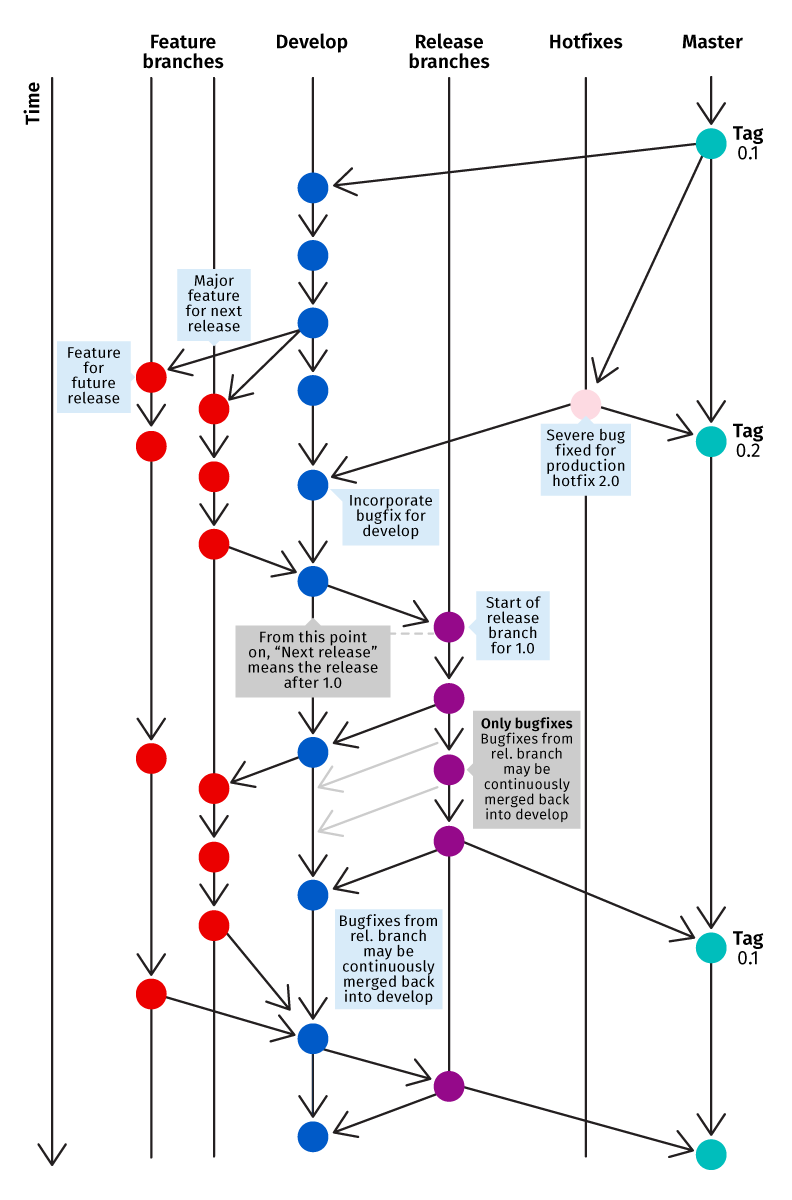 Feature
branches
Develop
Release
branches
Hotfixes
Master
Time
Tag
0.1
Major
feature
for next
release
Feature
for
future
release
Tag
0.2
Severe bug
fixed for
production
hotfix 2.0
Incorporate
bugfix for
develop
Start of
release
branch
for 1.0
From this point
on, “Next release”
means the release
after 1.0
Only bugfixes
Bugfixes from
rel. branch
may be
continuously
merged back
into develop
Bugfixes from
rel. branch
may be
continuously
merged back
into develop
Tag
0.1